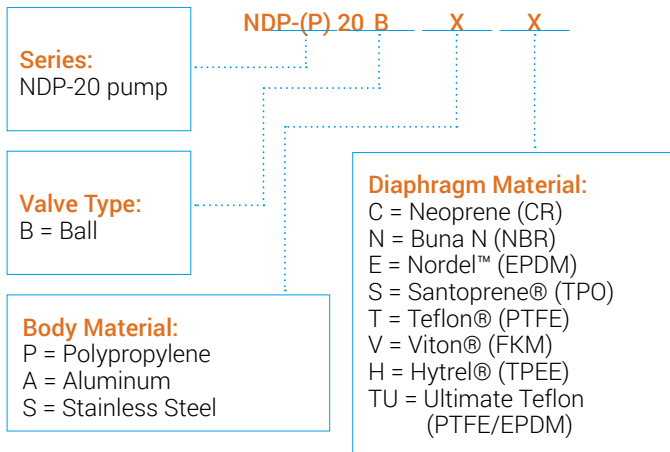 NDP-(P) 20 B X X
Series:
NDP-20 pump
Valve Type:
B = Ball
Body Material:
P = Polypropylene
A = Aluminum
S = Stainless Steel
Diaphragm Material:
C = Neoprene (CR)
N = Buna N (NBR)
E = Nordel™ (EPDM)
S = Santoprene® (TPO)
T = Teflon® (PTFE)
V = Viton® (FKM)
H = Hytrel® (TPEE)
TU = Ultimate Teflon
(PTFE/EPDM)